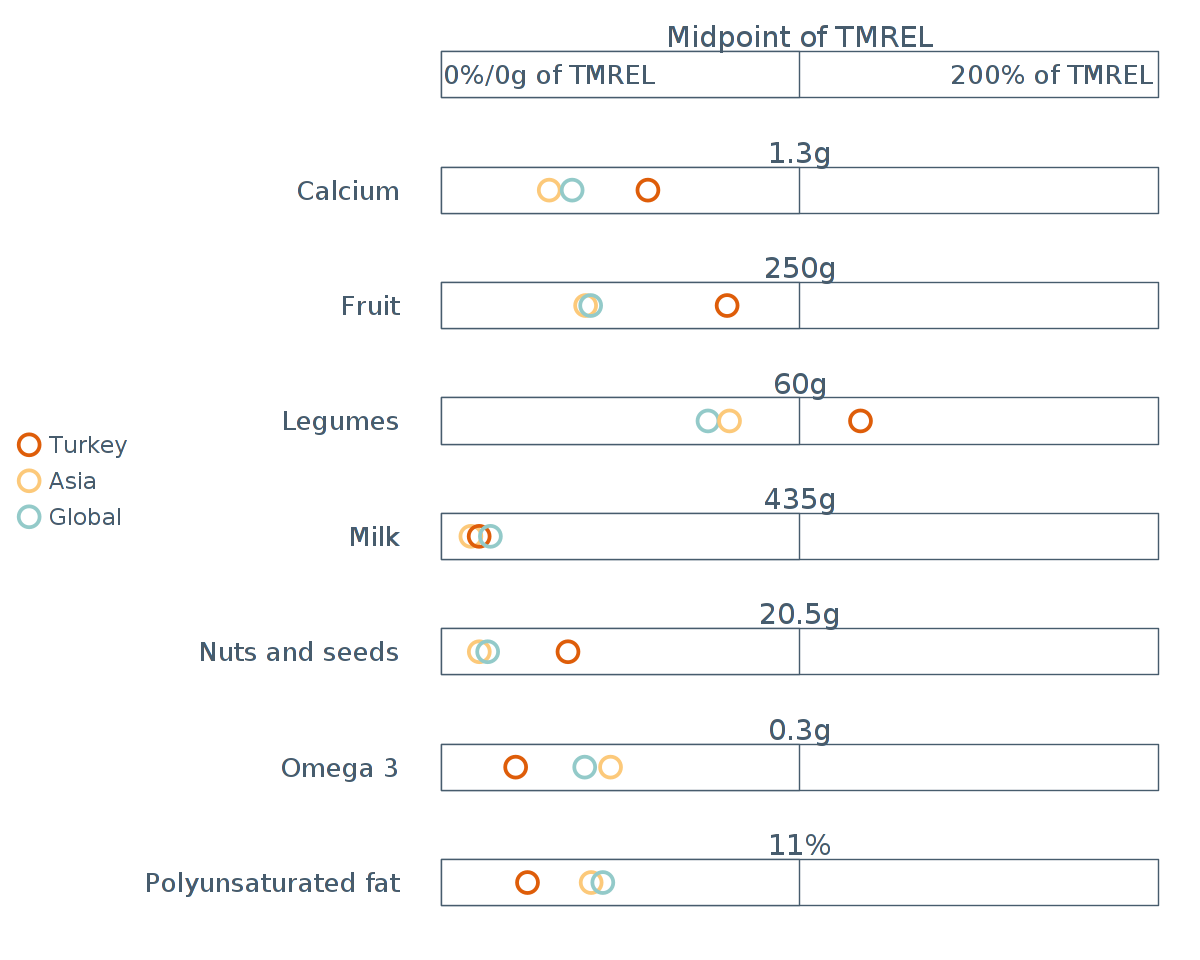 Midpoint of TMREL
0%/0g of TMREL
200% of TMREL
1.3g
Calcium
250g
Fruit
60g
Legumes
Turkey
Asia
Global
435g
Milk
20.5g
Nuts and seeds
0.3g
Omega 3
11%
Polyunsaturated fat